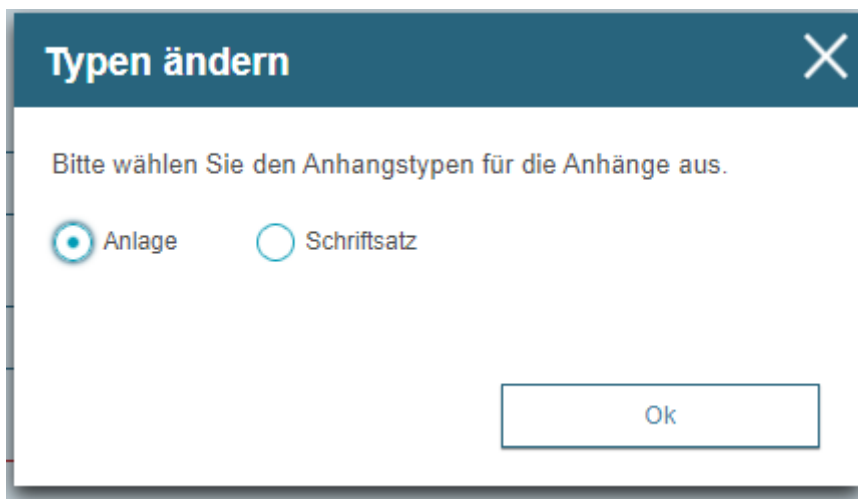 Typen ändern
Bitte wählen Sie den Anhangstypen für die Anhänge aus.
Anlage Schriftsatz
Ok